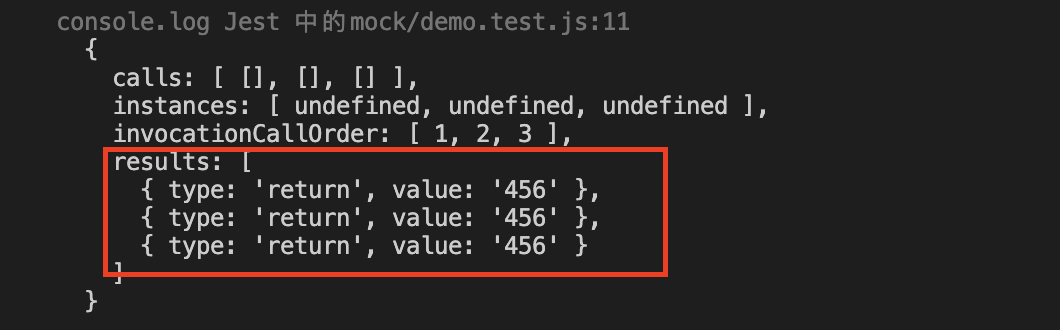 console.log Jest 中的mock/demo.test.js:11
{
calls: [ [], [], [] ],
instances: [ undefined, undefined, undefined ],
invocationCallOrder: [ 1, 2, 3 ],
results: [
{ type: 'return', value: '456' },
{ type: 'return', value: '456' },
{ type: 'return', value: '456' }
]
}